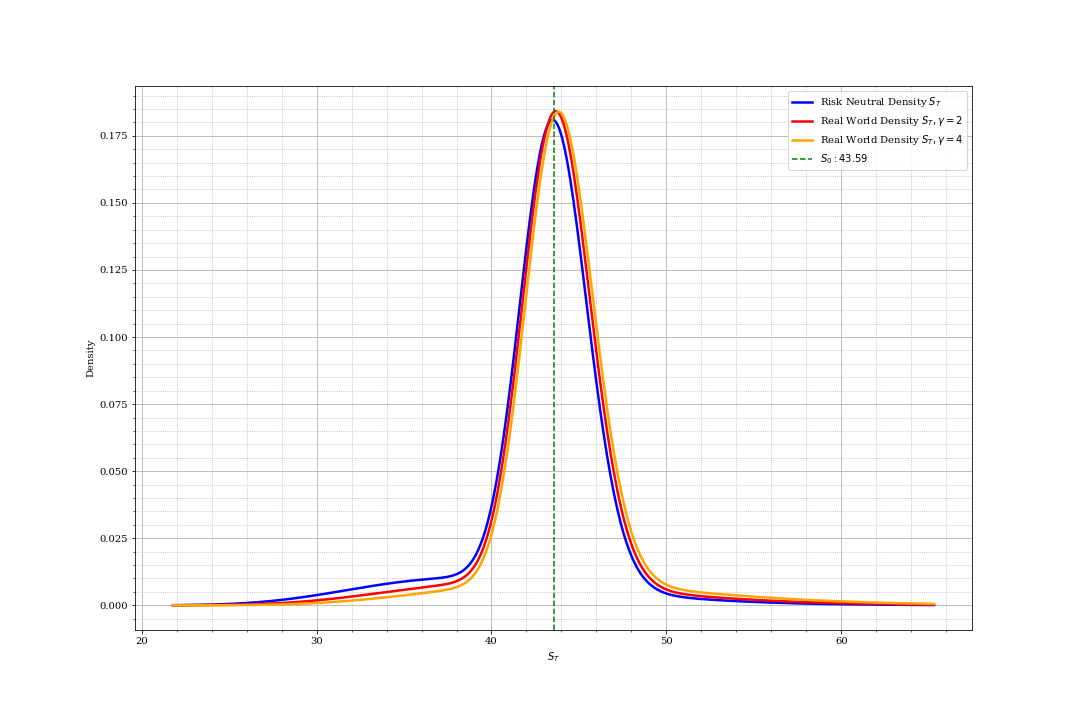 Risk Neutral Density $S_T$
Real World Density $S_T, γ = 2$
Real World Density $S_T, γ = 4$
$S_0 : 43.59$
0.175
0.150
0.125
0.100
0.075
0.050
0.025
0.000
Density
20 30 40 50 60
$S_T$